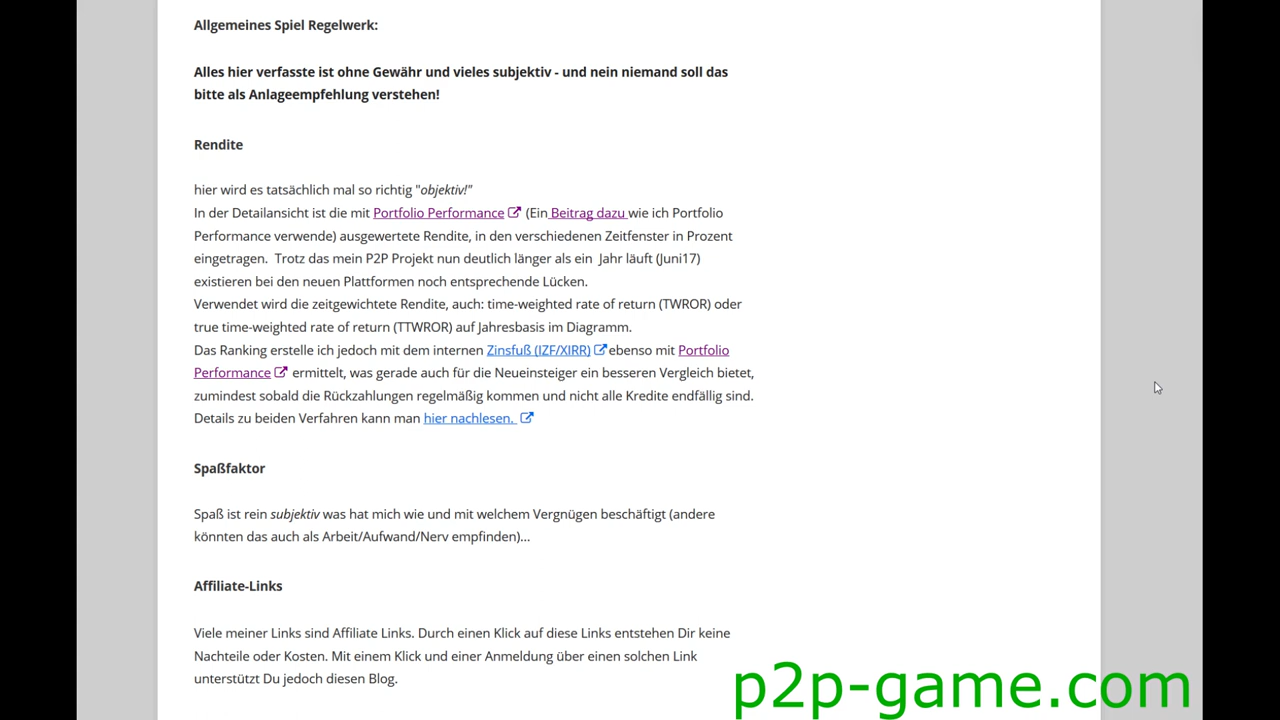 Allgemeines Spiel Regelwerk:
Alles hier verfasste ist ohne Gewähr und vieles subjektiv - und nein niemand soll das
bitte als Anlageempfehlung verstehen!
Rendite
hier wird es tatsächlich mal so richtig "objektiv!"
In der Detailansicht ist die mit Portfolio Performance (Ein Beitrag dazu wie ich Portfolio
Performance verwende) ausgewertete Rendite, in den verschiedenen Zeitfenster in Prozent
eingetragen.  Trotz das mein P2P Projekt nun deutlich länger als ein  Jahr läuft (Juni17)
existieren bei den neuen Plattformen noch entsprechende Lücken.
Verwendet wird die zeitgewichtete Rendite, auch: time-weighted rate of return (TWROR) oder
true time-weighted rate of return (TTWROR) auf Jahresbasis im Diagramm.
Das Ranking erstelle ich jedoch mit dem internen Zinsfuß (IZF/XIRR) ebenso mit Portfolio
Performance ermittelt, was gerade auch für die Neueinsteiger ein besseren Vergleich bietet,
zumindest sobald die Rückzahlungen regelmäßig kommen und nicht alle Kredite endfällig sind.
Details zu beiden Verfahren kann man hier nachlesen.
Spaßfaktor
Spaß ist rein subjektiv was hat mich wie und mit welchem Vergnügen beschäftigt (andere
könnten das auch als Arbeit/Aufwand/Nerv empfinden)...
Affiliate-Links
Viele meiner Links sind Affiliate Links. Durch einen Klick auf diese Links entstehen Dir keine
Nachteile oder Kosten. Mit einem Klick und einer Anmeldung über einen solchen Link
unterstützt Du jedoch diesen Blog.
p2p-game.com